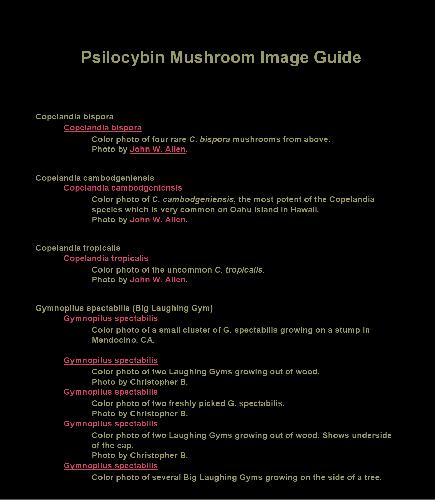 Psilocybin Mushroom Image Guide
Copelandia bispora
Copelandia bispora
Color photo of four rare C. bispora mushrooms from above.
Photo by John W. Allen.
Copelandia cambodgeniensis
Copelandia cambodgeniensis
Color photo of C. cambodgeniensis, the most potent of the Copelandia
species which is very common on Oahu Island in Hawaii.
Photo by John W. Allen.
Copelandia tropicalis
Copelandia tropicalis
Color photo of the uncommon C. tropicalis.
Photo by John W. Allen.
Gymnopilus spectabilis (Big Laughing Gym)
Gymnopilus spectabilis
Color photo of a small cluster of G. spectabilis growing on a stump in
Mendocino, CA.
Gymnopilus spectabilis
Color photo of two Laughing Gyms growing out of wood.
Photo by Christopher B.
Gymnopilus spectabilis
Color photo of two freshly picked G. spectabilis.
Photo by Christopher B.
Gymnopilus spectabilis
Color photo of two Laughing Gyms growing out of wood. Shows underside
of the cap.
Photo by Christopher B.
Gymnopilus spectabilis
Color photo of several Big Laughing Gyms growing on the side of a tree.